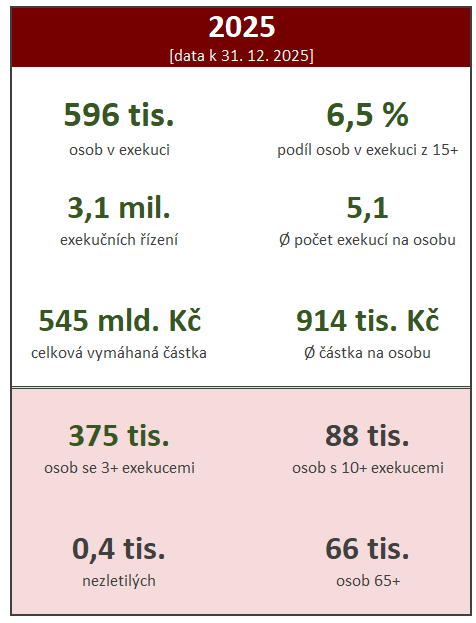 2025
[data k 31. 12. 2025]
596 tis.
osob v exekuci
6,5 %
podíl osob v exekuci z 15+
3,1 mil.
exekučních řízení
5,1
Ø počet exekucí na osobu
545 mld. Kč
celková vymáhaná částka
914 tis. Kč
Ø částka na osobu
375 tis.
osob se 3+ exekucemi
88 tis.
osob s 10+ exekucemi
0,4 tis.
nezletilých
66 tis.
osob 65+